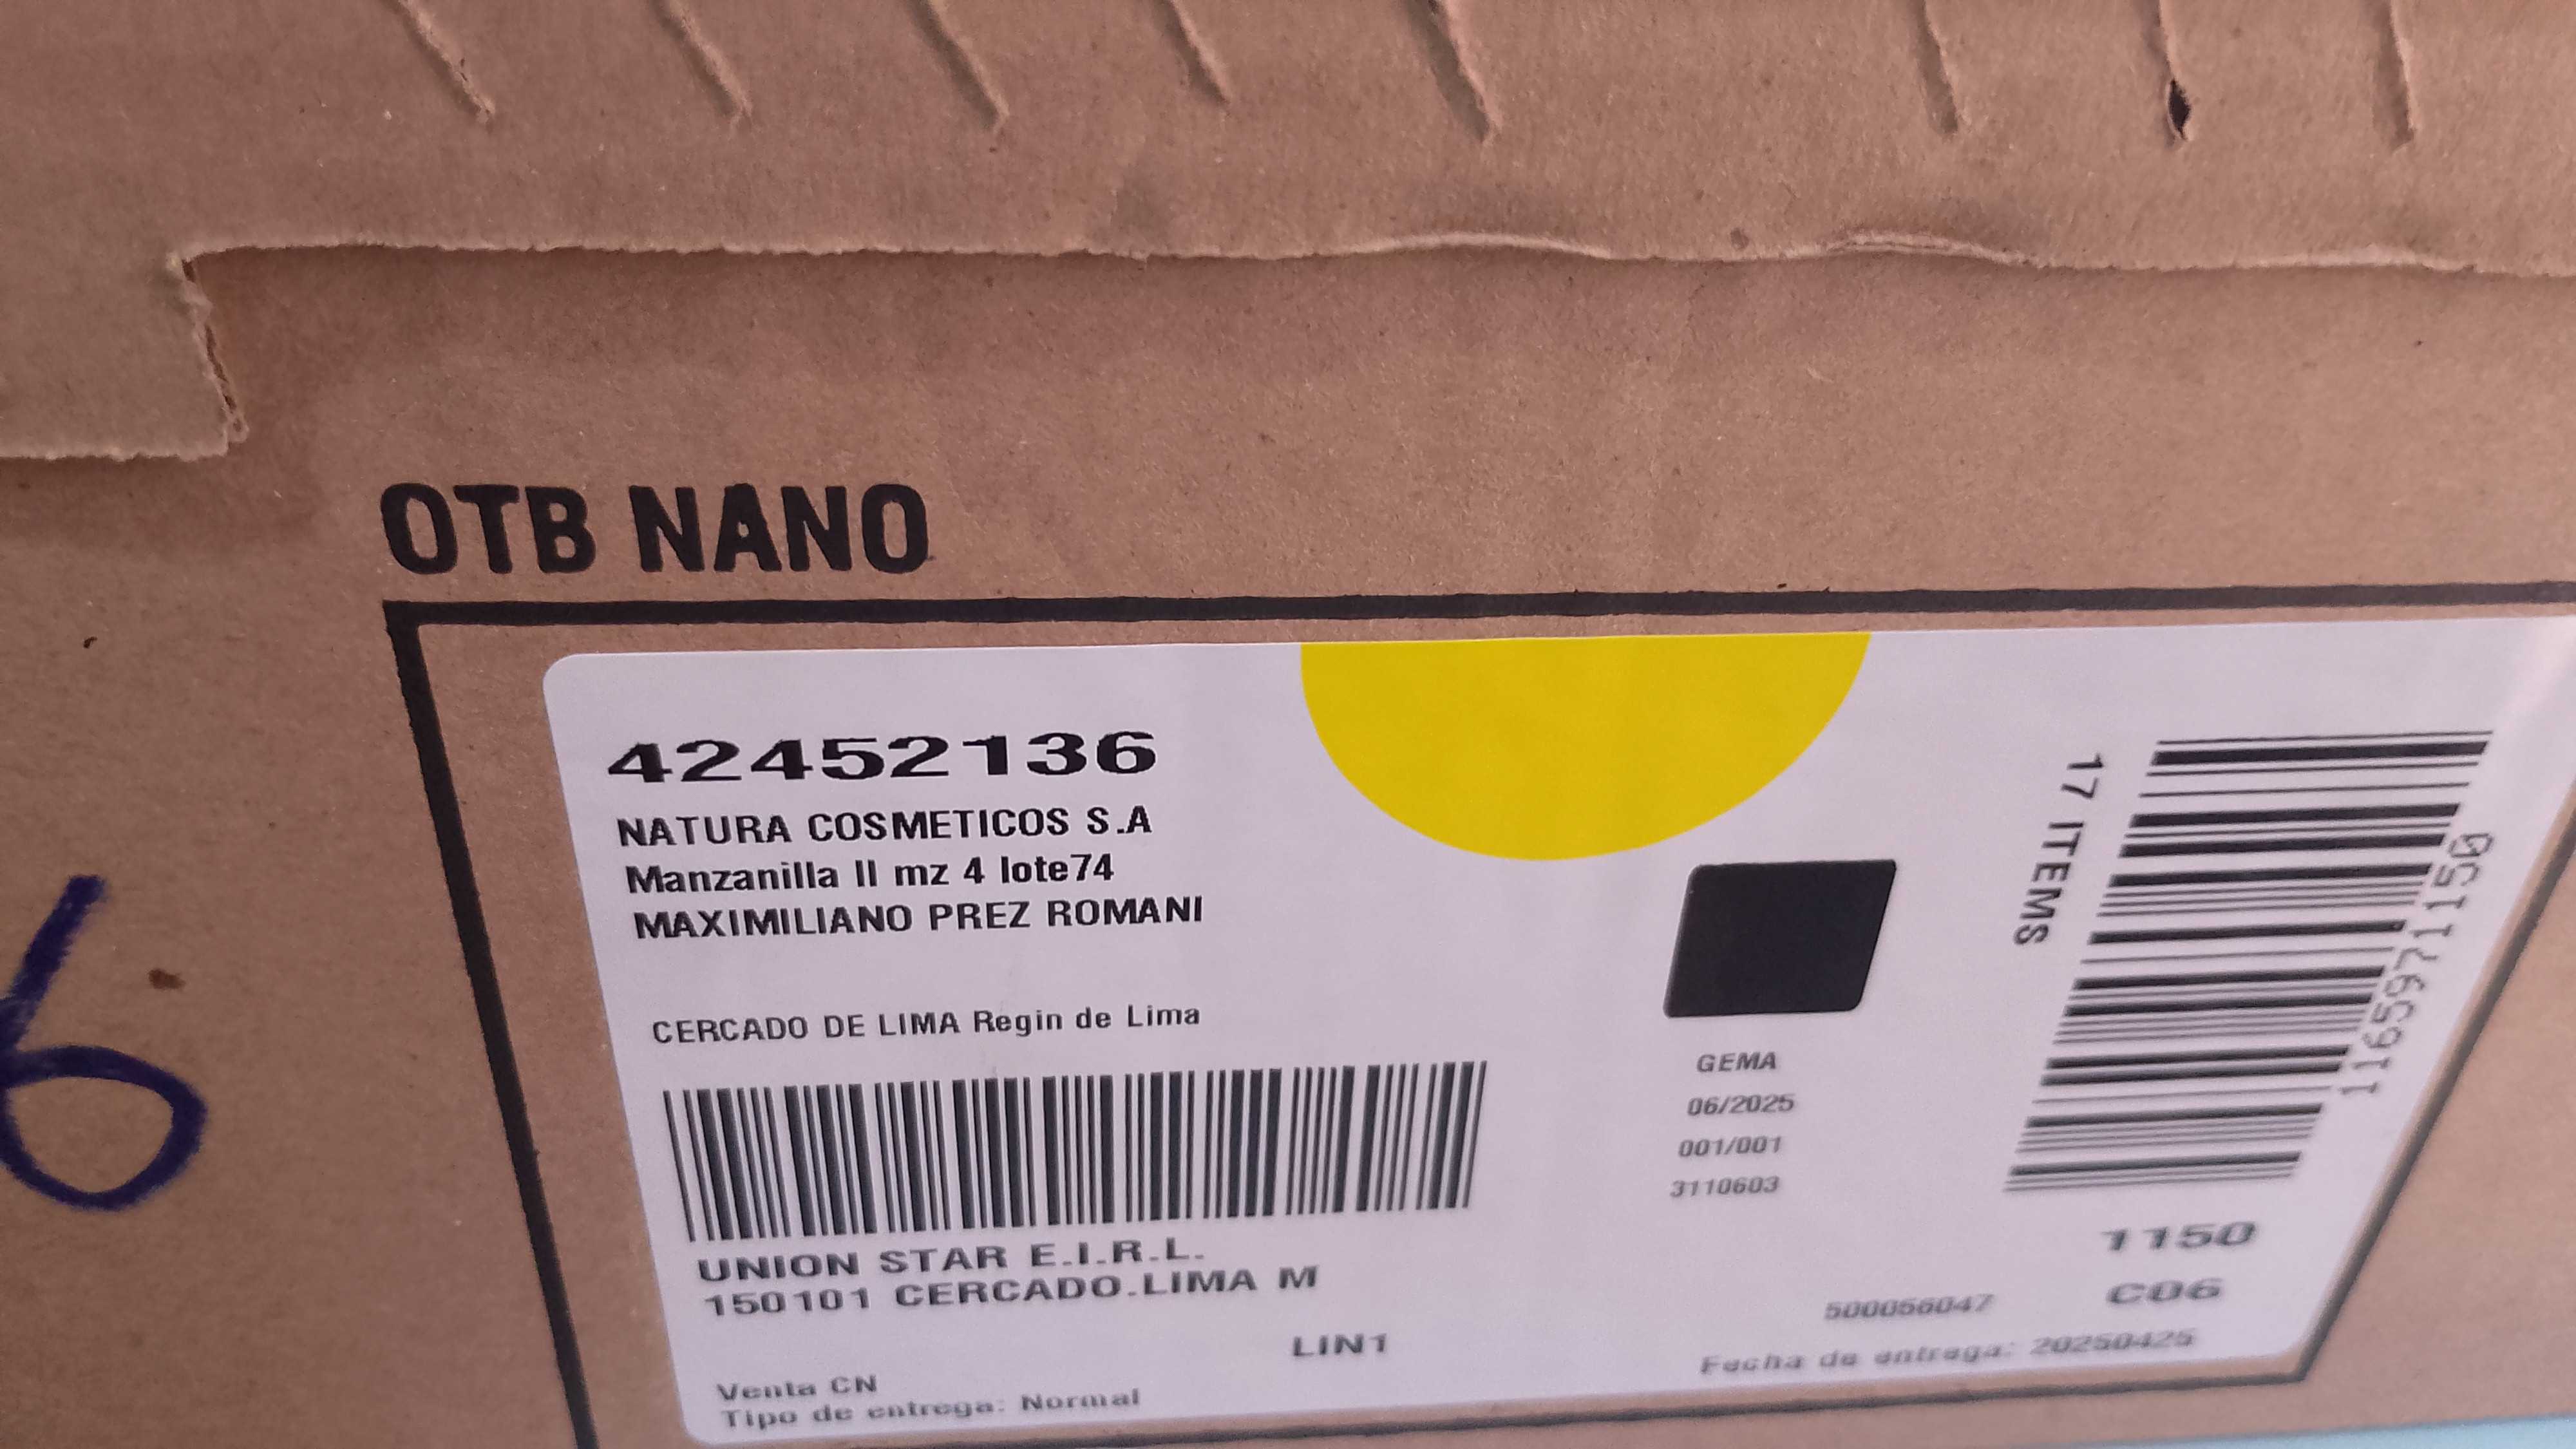 OTB NANO
42452136
NATURA COSMETICOS S.A
Manzanilla II mz 4 lote74
MAXIMILIANO PREZ ROMANI
CERCADO DE LIMA Regin de Lima
UNION STAR E.I.R.L.
150101 CERCADO.LIMA M
LIN1
Venta CN
Tipo de entrega: Normal
GEMA
06/2025
001/001
3110603
17 ITEMS
1165971150
1150
C06
500056047
Fecha de entrega: 20250425
6